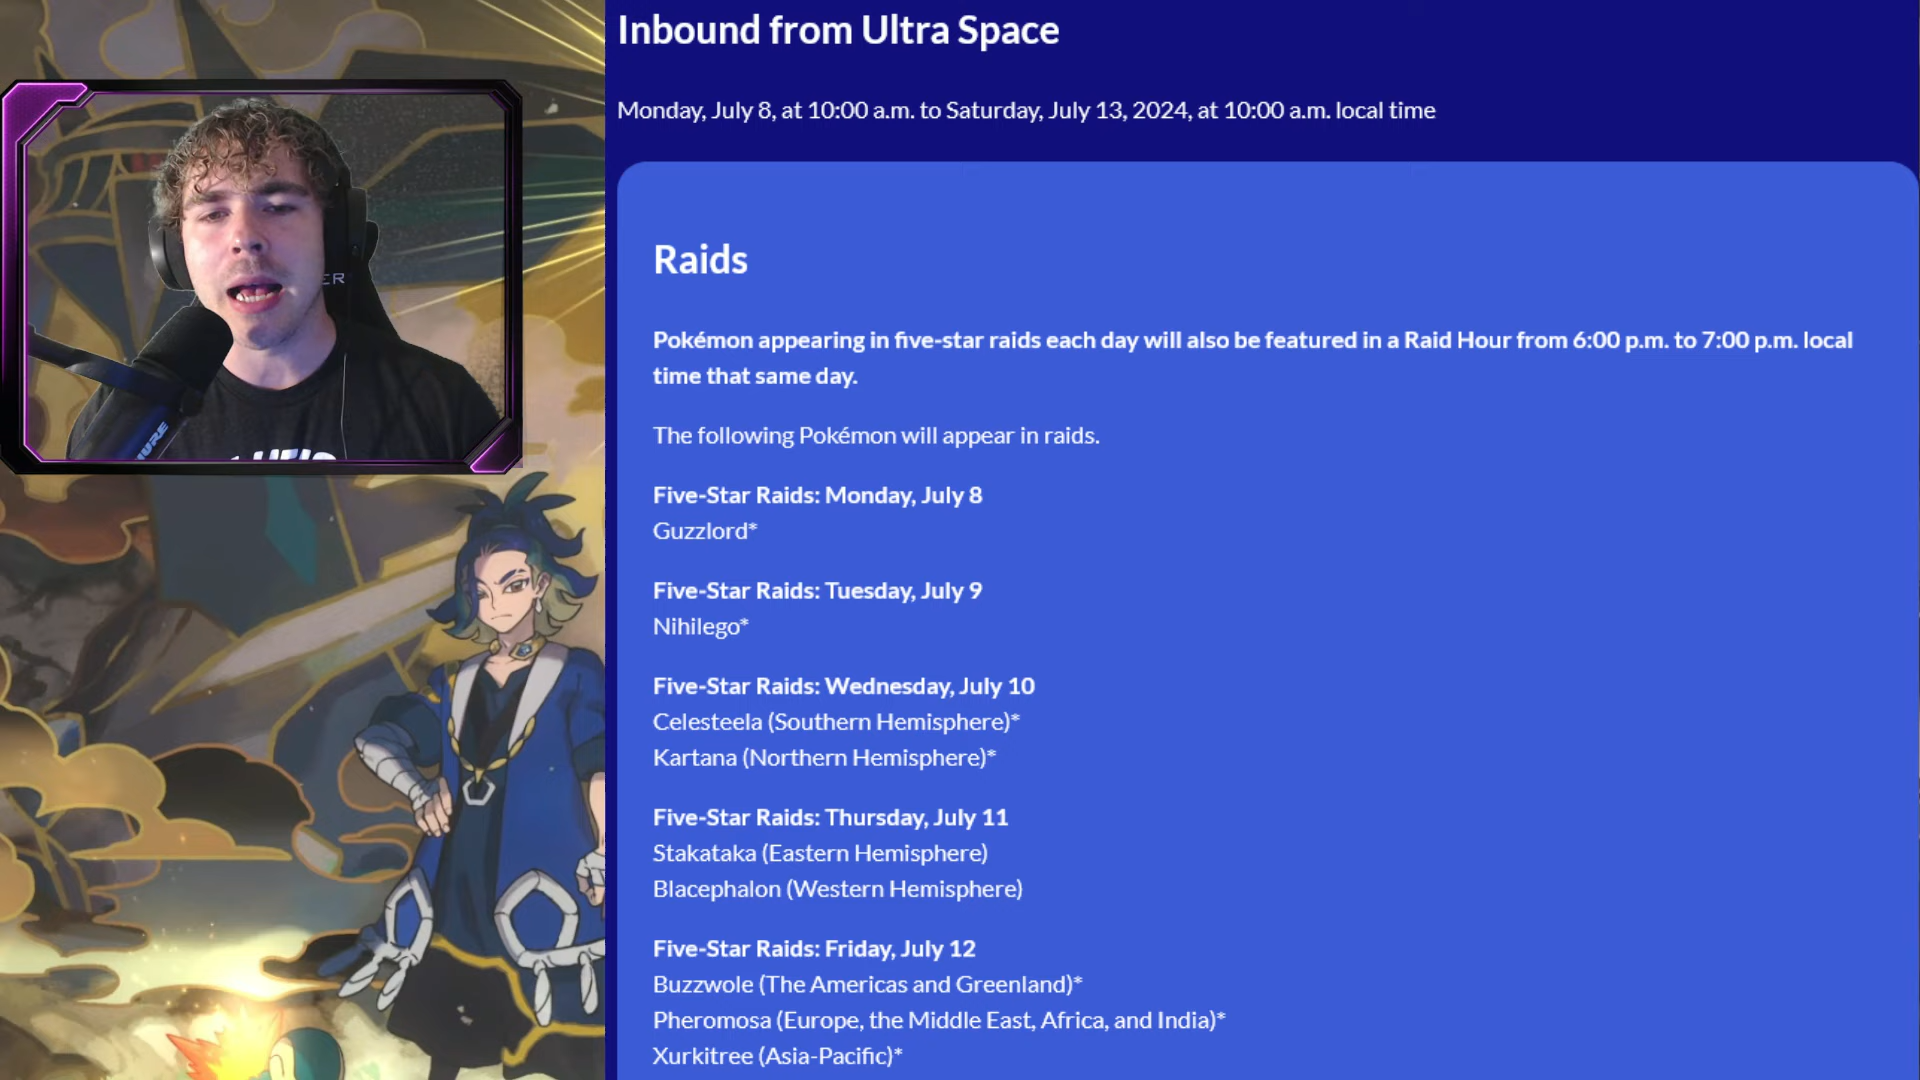 Inbound from Ultra Space
Monday, July 8, at 10:00 a.m. to Saturday, July 13, 2024, at 10:00 a.m. local time
Raids
Pokémon appearing in five-star raids each day will also be featured in a Raid Hour from 6:00 p.m. to 7:00 p.m. local
time that same day.
The following Pokémon will appear in raids.
Five-Star Raids: Monday, July 8
Guzzlord*
Five-Star Raids: Tuesday, July 9
Nihilego*
Five-Star Raids: Wednesday, July 10
Celesteela (Southern Hemisphere)*
Kartana (Northern Hemisphere)*
Five-Star Raids: Thursday, July 11
Stakataka (Eastern Hemisphere)
Blacephalon (Western Hemisphere)
Five-Star Raids: Friday, July 12
Buzzwole (The Americas and Greenland)*
Pheromosa (Europe, the Middle East, Africa, and India)*
Xurkitree (Asia-Pacific)*